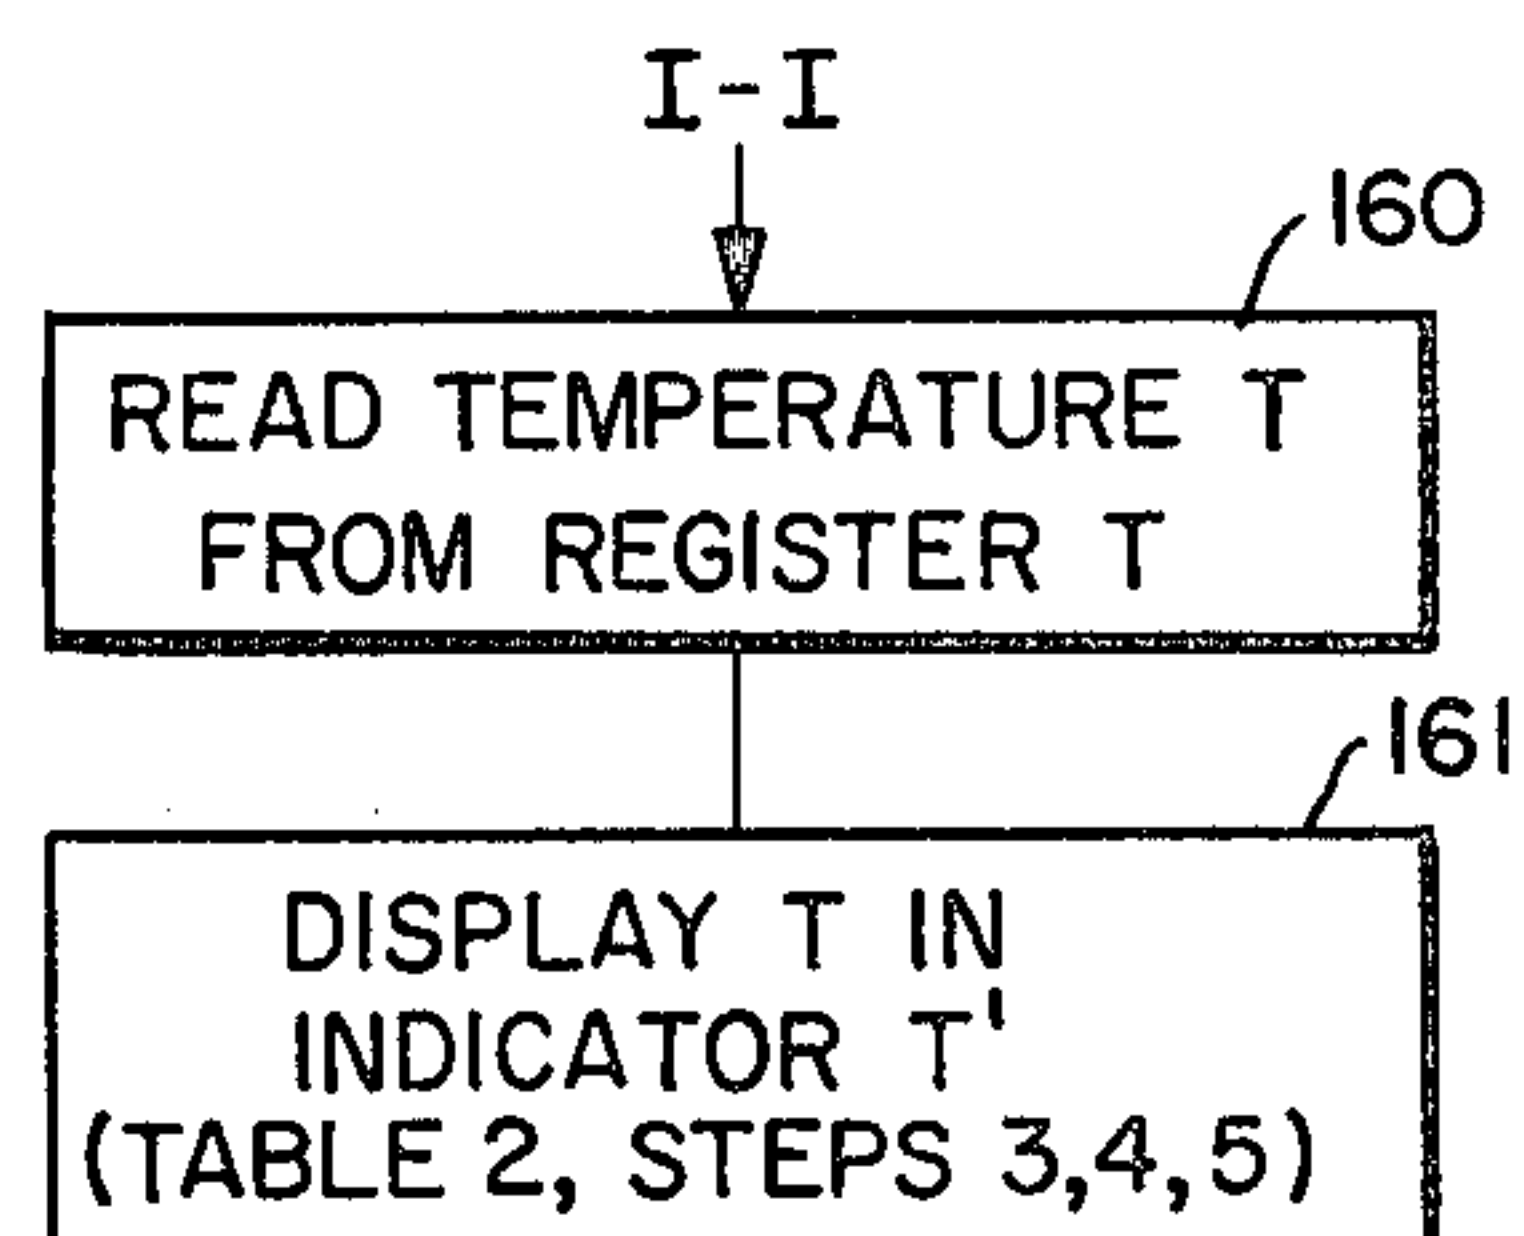 I-I
160
READ TEMPERATURE T
FROM REGISTER T
161
DISPLAY T IN
INDICATOR T'
(TABLE 2, STEPS 3,4,5)